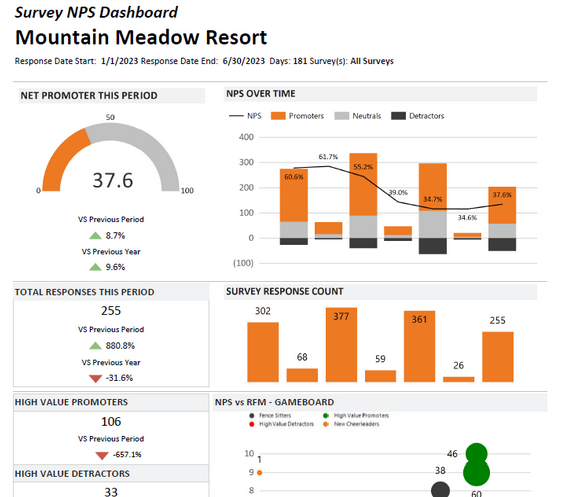 Survey NPS Dashboard
Mountain Meadow Resort
Response Date Start: 1/1/2023 Response Date End: 6/30/2023 Days: 181 Survey(s): All Surveys
NET PROMOTER THIS PERIOD
50
0
37.6
100
VS Previous Period
8.7%
VS Previous Year
9.6%
NPS OVER TIME
NPS Promoters Neutrals Detractors
400
300
200
100
0
(100)
60.6%
61.7%
55.2%
39.0%
34.7%
34.6%
37.6%
TOTAL RESPONSES THIS PERIOD
255
VS Previous Period
880.8%
VS Previous Year
-31.6%
SURVEY RESPONSE COUNT
302
68
377
59
361
26
255
HIGH VALUE PROMOTERS
106
VS Previous Period
-657.1%
HIGH VALUE DETRACTORS
33
NPS vs RFM - GAMEBOARD
Fence Sitters High Value Promoters
High Value Detractors New Cheerleaders
10
9
8
1
46
38
60